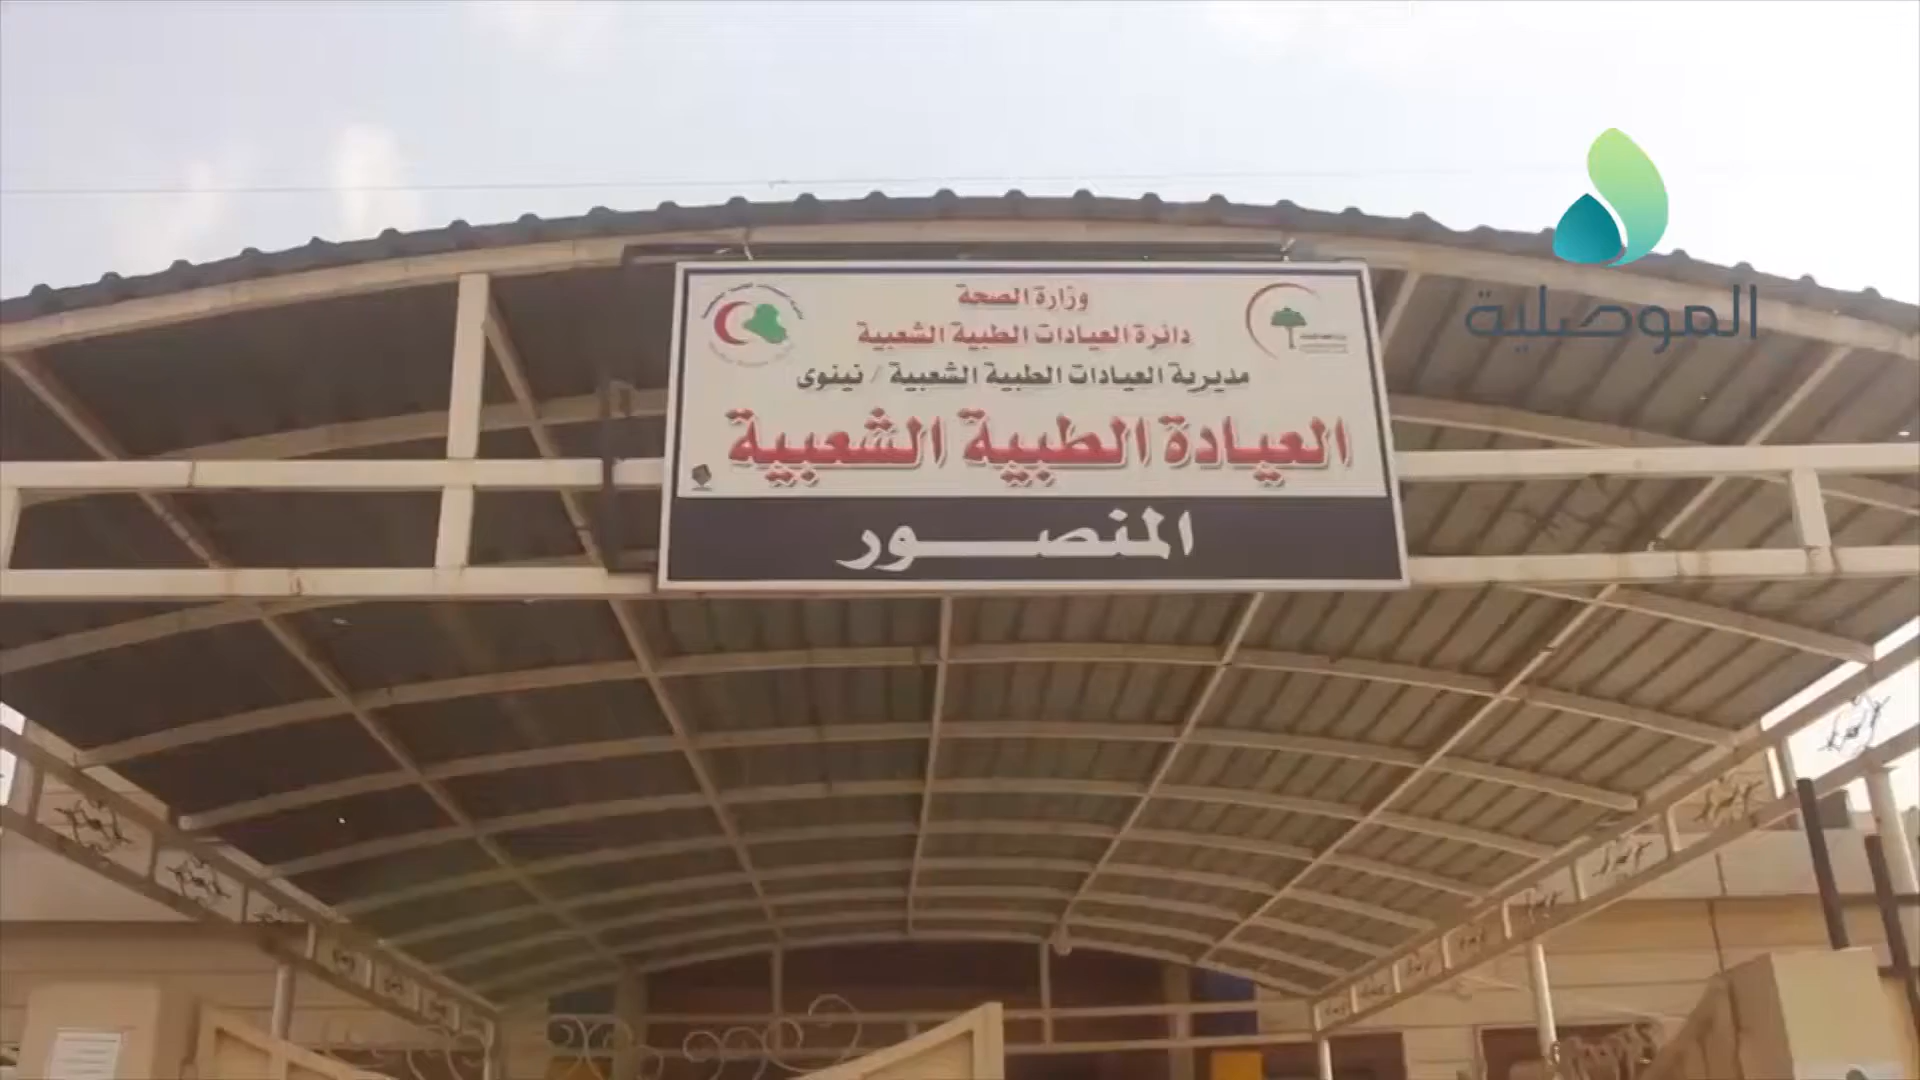 وزارة الصحة
دائرة العيادات الطبية الشعبية
مديرية العيادات الطبية الشعبية / نينوى
العيادة الطبية الشعبية
المنصور
الموصلية